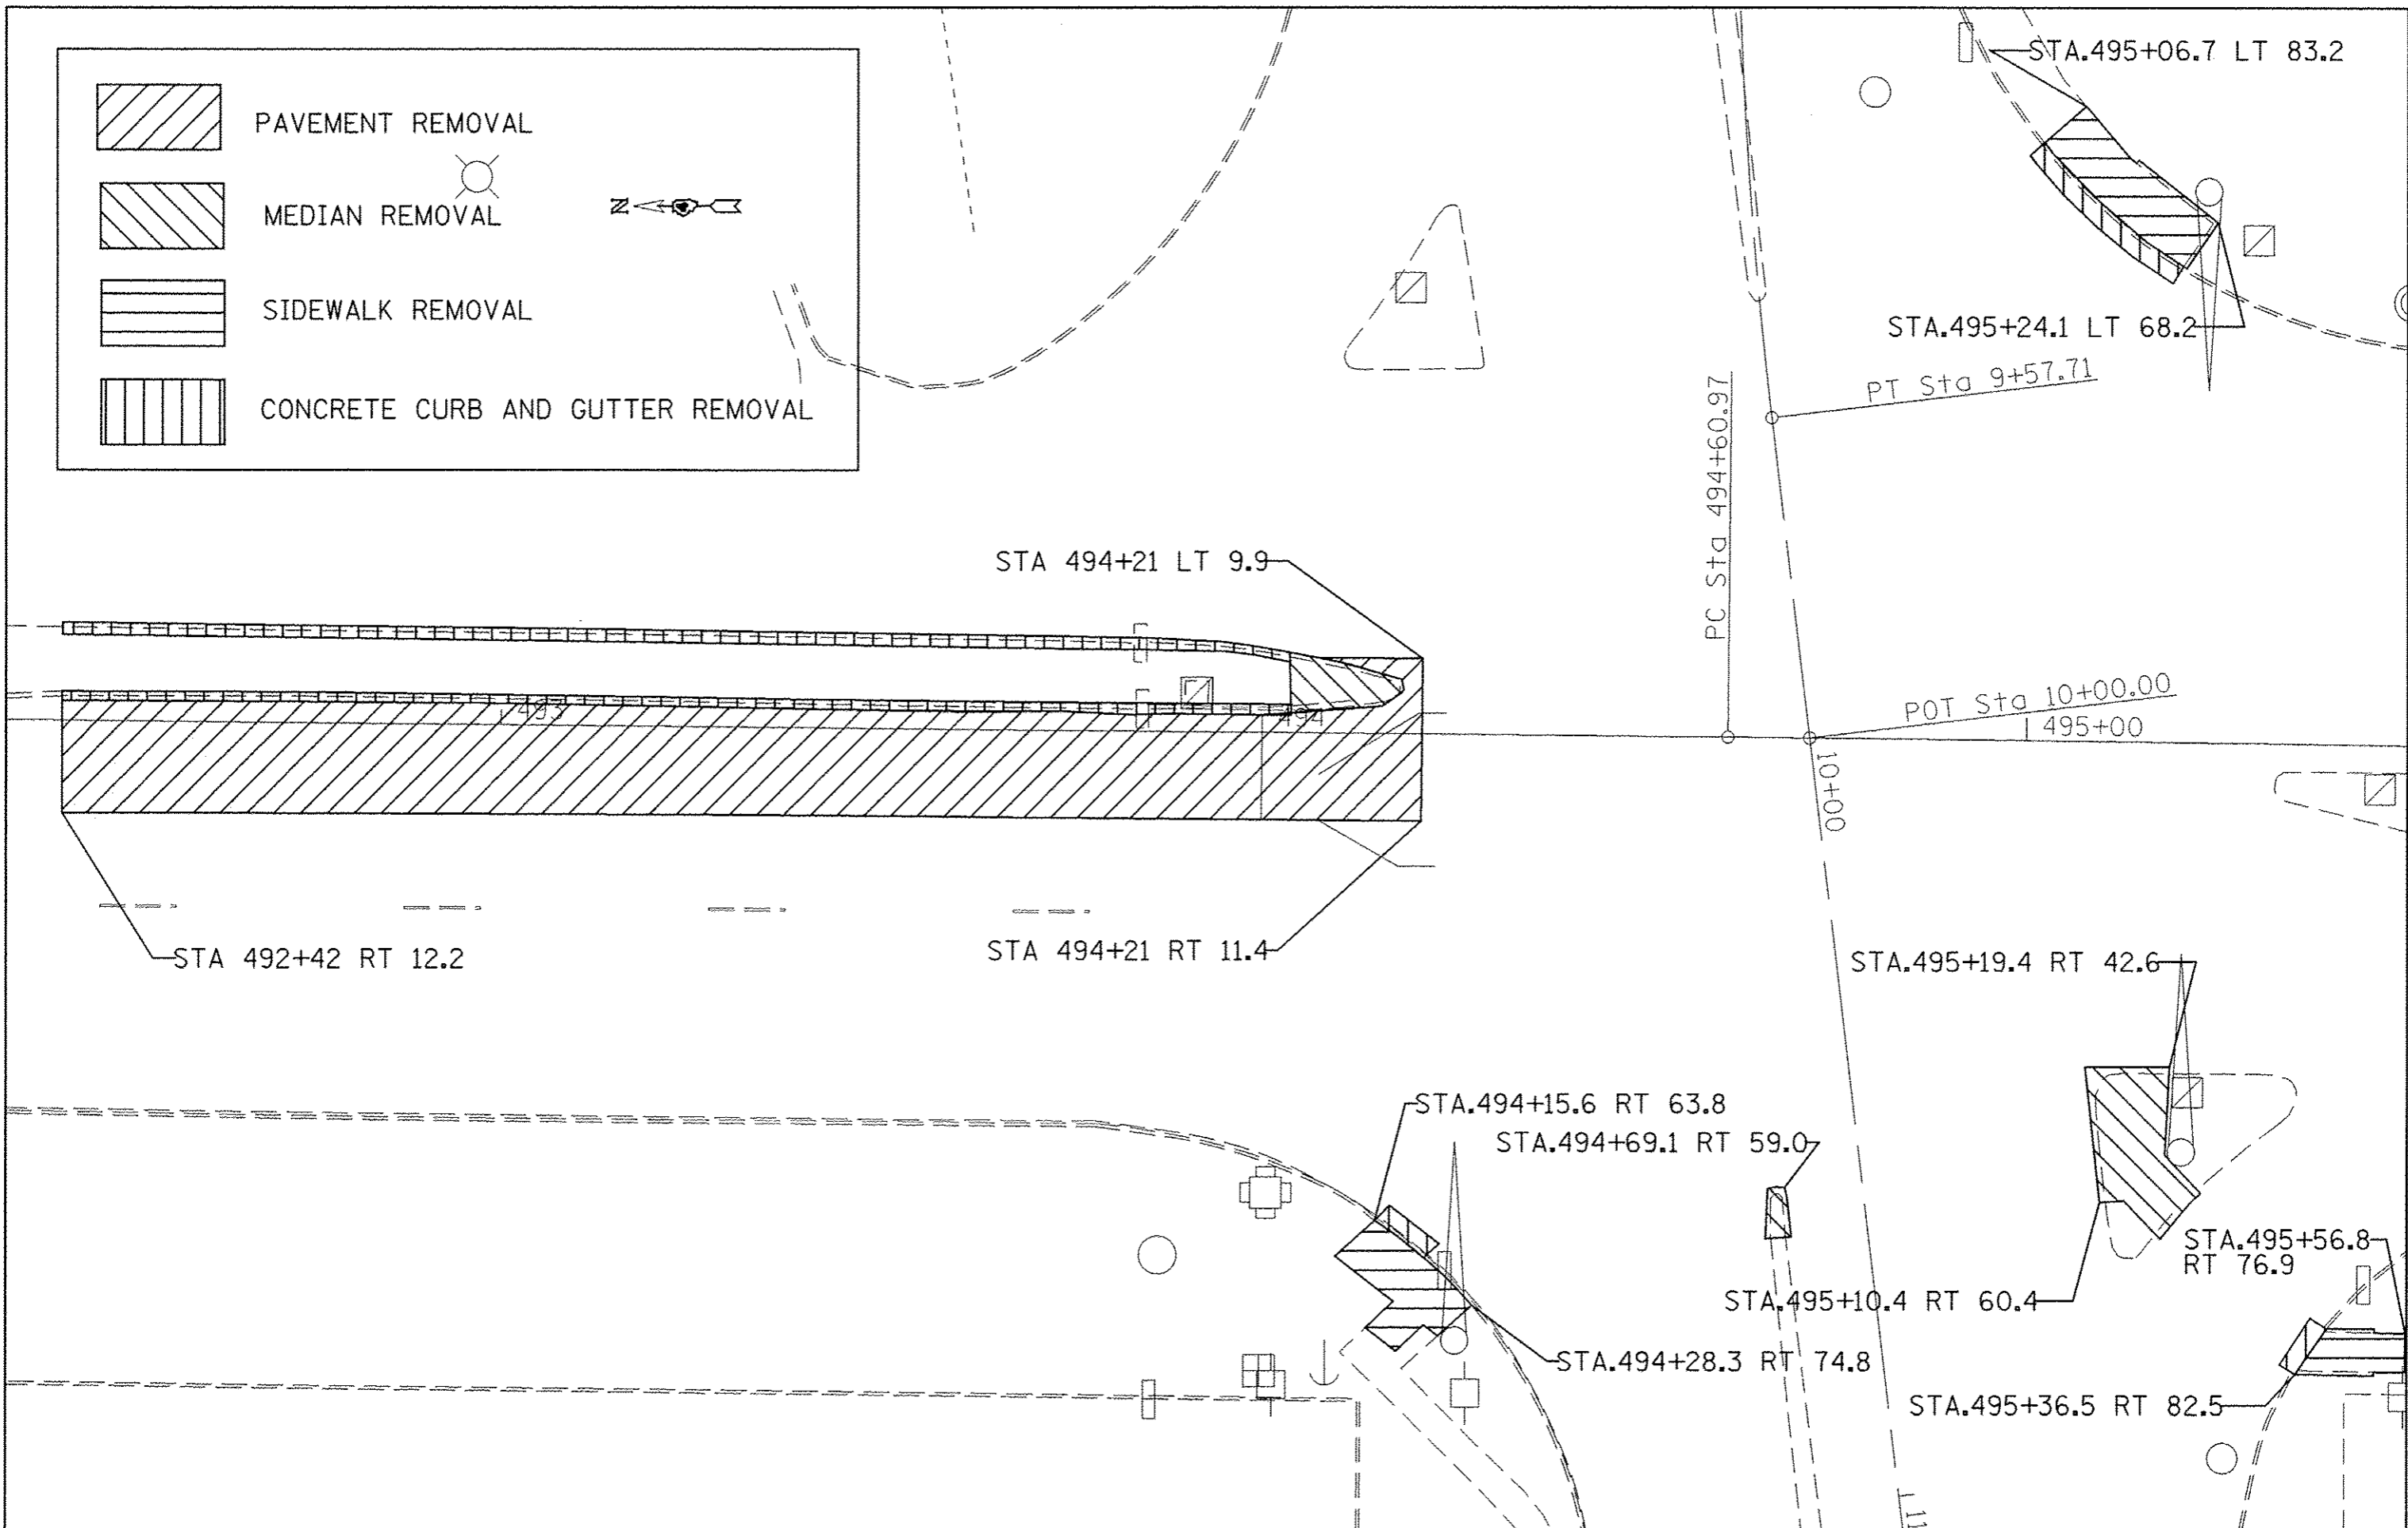 STA.495+06.7 LT 83.2
PAVEMENT REMOVAL
MEDIAN REMOVAL
N
SIDEWALK REMOVAL
CONCRETE CURB AND GUTTER REMOVAL
STA.495+24.1 LT 68.2
PT Sta 9+57.71
PC Sta 494+60.97
STA 494+21 LT 9.9
POT Sta 10+00.00
493
494
495+00
10+00
STA 492+42 RT 12.2
STA 494+21 RT 11.4
STA.495+19.4 RT 42.6
STA.494+15.6 RT 63.8
STA.494+69.1 RT 59.0
STA.495+56.8
RT 76.9
STA.495+10.4 RT 60.4
STA.494+28.3 RT 74.8
STA.495+36.5 RT 82.5